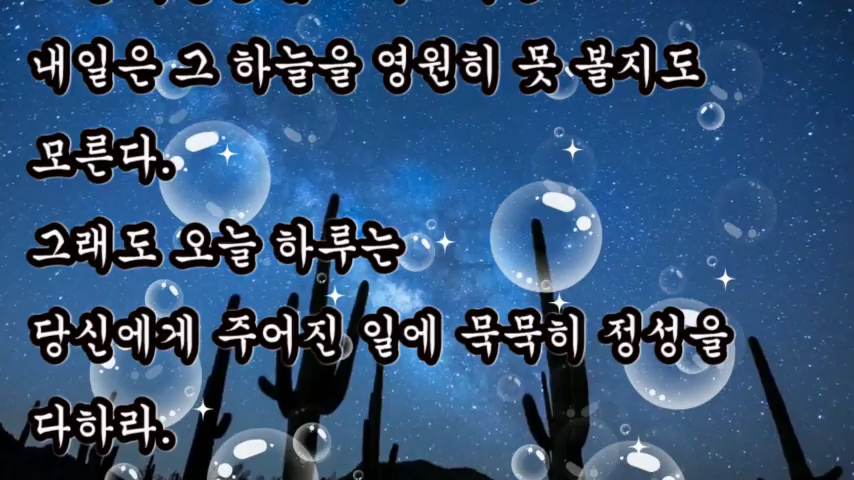 내일은 그 하늘을 영원히 못 볼지도
모른다.
그래도 오늘 하루는
당신에게 주어진 일에 묵묵히 정성을
다하라.